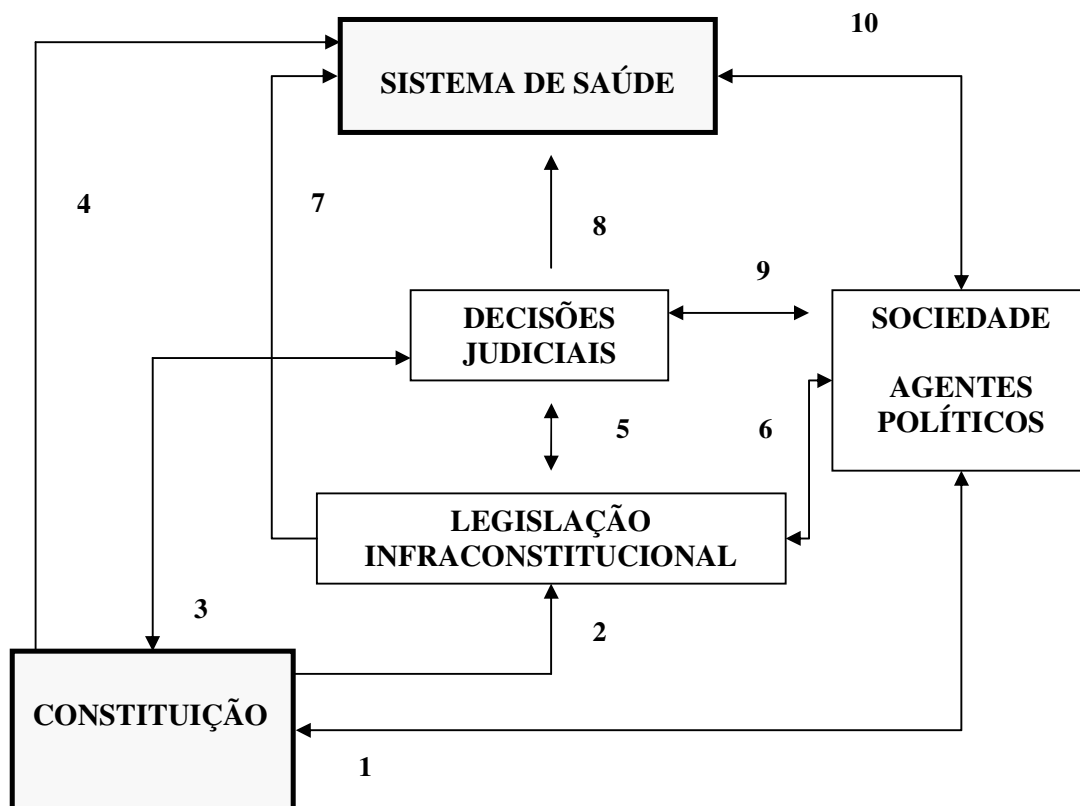 10
SISTEMA DE SAÚDE
4
7
8
9
DECISÕES
JUDICIAIS
SOCIEDADE
AGENTES
POLÍTICOS
5
6
LEGISLAÇÃO
INFRACONSTITUCIONAL
3
2
CONSTITUIÇÃO
1